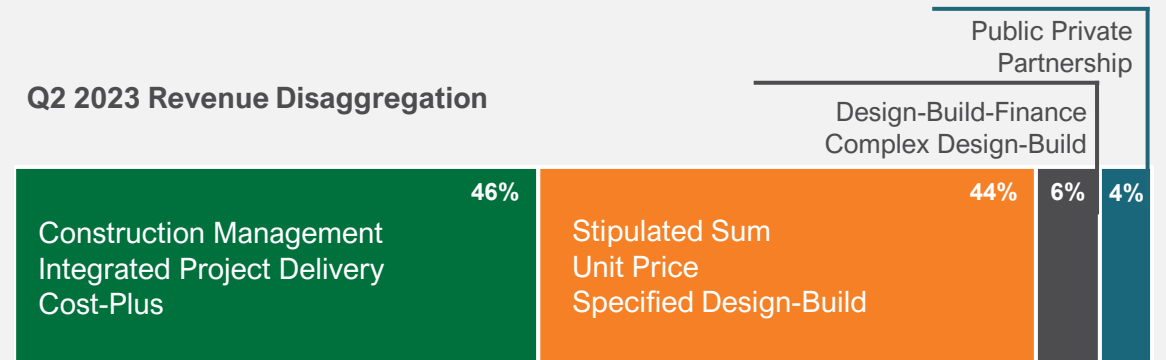 Public Private
Partnership
Q2 2023 Revenue Disaggregation
Design-Build-Finance
Complex Design-Build
46%
Construction Management
Integrated Project Delivery
Cost-Plus
44%
Stipulated Sum
Unit Price
Specified Design-Build
6%
4%